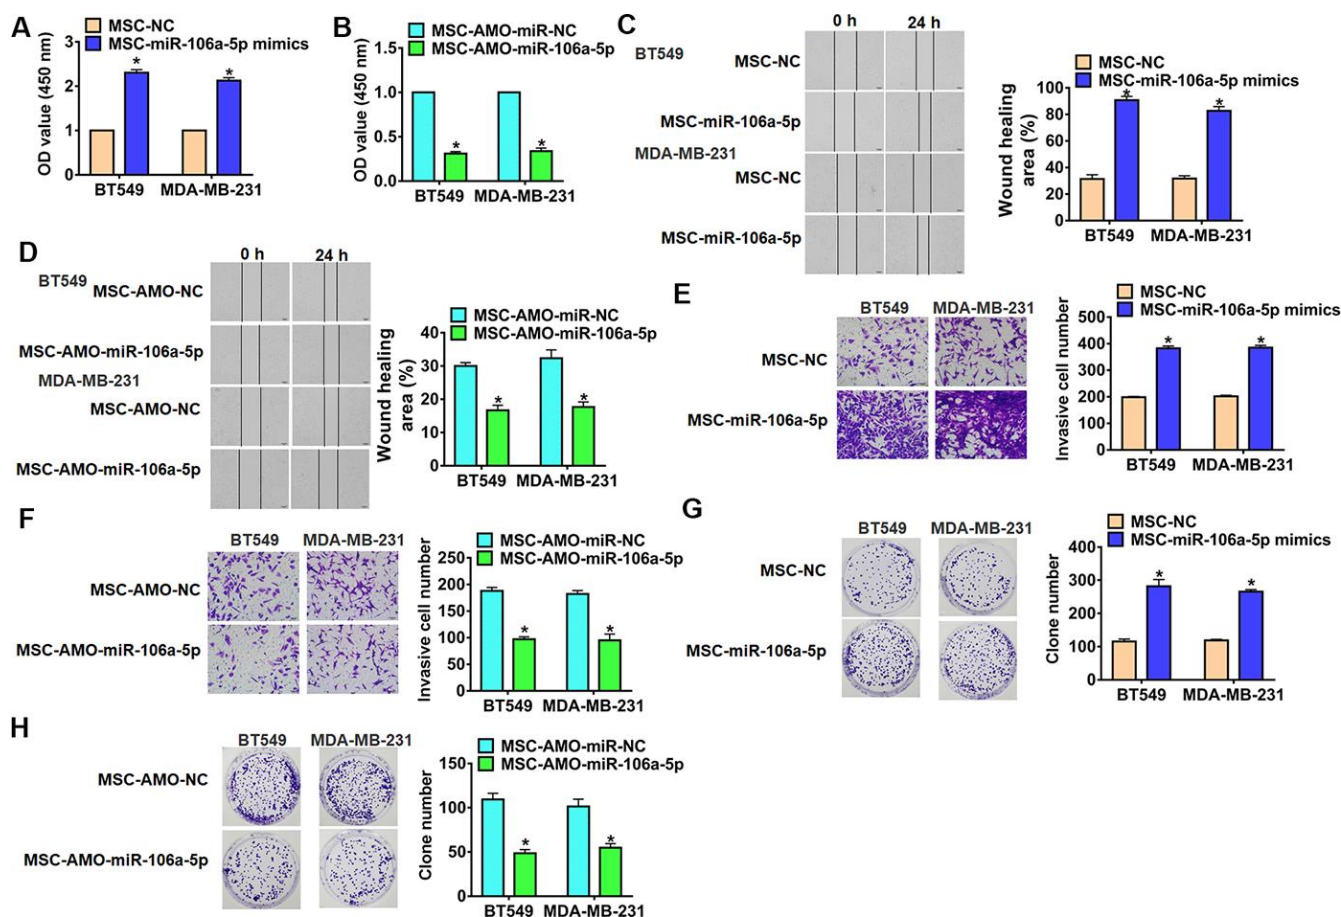 A
MSC-NC
MSC-miR-106a-5p mimics
OD value (450 nm)
3
2
1
0
*
*
BT549
MDA-MB-231
B
MSC-AMO-miR-NC
MSC-AMO-miR-106a-5p
OD value (450 nm)
1.5
1.0
0.5
0.0
*
*
BT549
MDA-MB-231
C
0 h
24 h
BT549
MSC-NC
MSC-miR-106a-5p
MDA-MB-231
MSC-NC
MSC-miR-106a-5p
MSC-NC
MSC-miR-106a-5p mimics
Wound healing
area (%)
100
80
60
40
20
0
*
*
BT549
MDA-MB-231
D
0 h
24 h
BT549
MSC-AMO-NC
MSC-AMO-miR-106a-5p
MDA-MB-231
MSC-AMO-NC
MSC-AMO-miR-106a-5p
MSC-AMO-miR-NC
MSC-AMO-miR-106a-5p
Wound healing
area (%)
40
30
20
10
0
*
*
BT549
MDA-MB-231
E
BT549
MDA-MB-231
MSC-NC
MSC-miR-106a-5p
MSC-NC
MSC-miR-106a-5p mimics
Invasive cell number
500
400
300
200
100
0
*
*
BT549
MDA-MB-231
F
BT549
MDA-MB-231
MSC-AMO-NC
MSC-AMO-miR-106a-5p
MSC-AMO-miR-NC
MSC-AMO-miR-106a-5p
Invasive cell number
250
200
150
100
50
0
*
*
BT549
MDA-MB-231
G
BT549
MDA-MB-231
MSC-NC
MSC-miR-106a-5p
MSC-NC
MSC-miR-106a-5p mimics
Clone number
400
300
200
100
0
*
*
BT549
MDA-MB-231
H
BT549
MDA-MB-231
MSC-AMO-NC
MSC-AMO-miR-106a-5p
MSC-AMO-miR-NC
MSC-AMO-miR-106a-5p
Clone number
150
100
50
0
*
*
BT549
MDA-MB-231